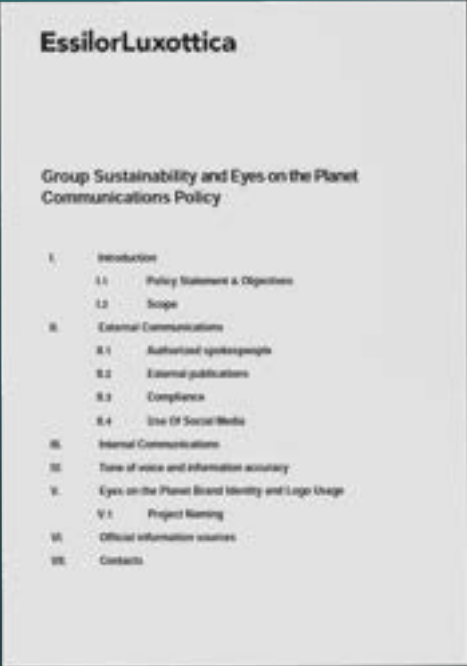 EssilorLuxottica
Group Sustainability and Eyes on the Planet
Communications Policy
I. Introduction
I.1 Policy Statement & Objectives
I.2 Scope
II. External Communications
II.1 Authorized spokespeople
II.2 External publications
II.3 Compliance
II.4 Use Of Social Media
III. Internal Communications
IV. Tone of voice and information accuracy
V. Eyes on the Planet Brand Identity and Logo Usage
V.1 Project Naming
VI. Official information sources
VII. Contacts